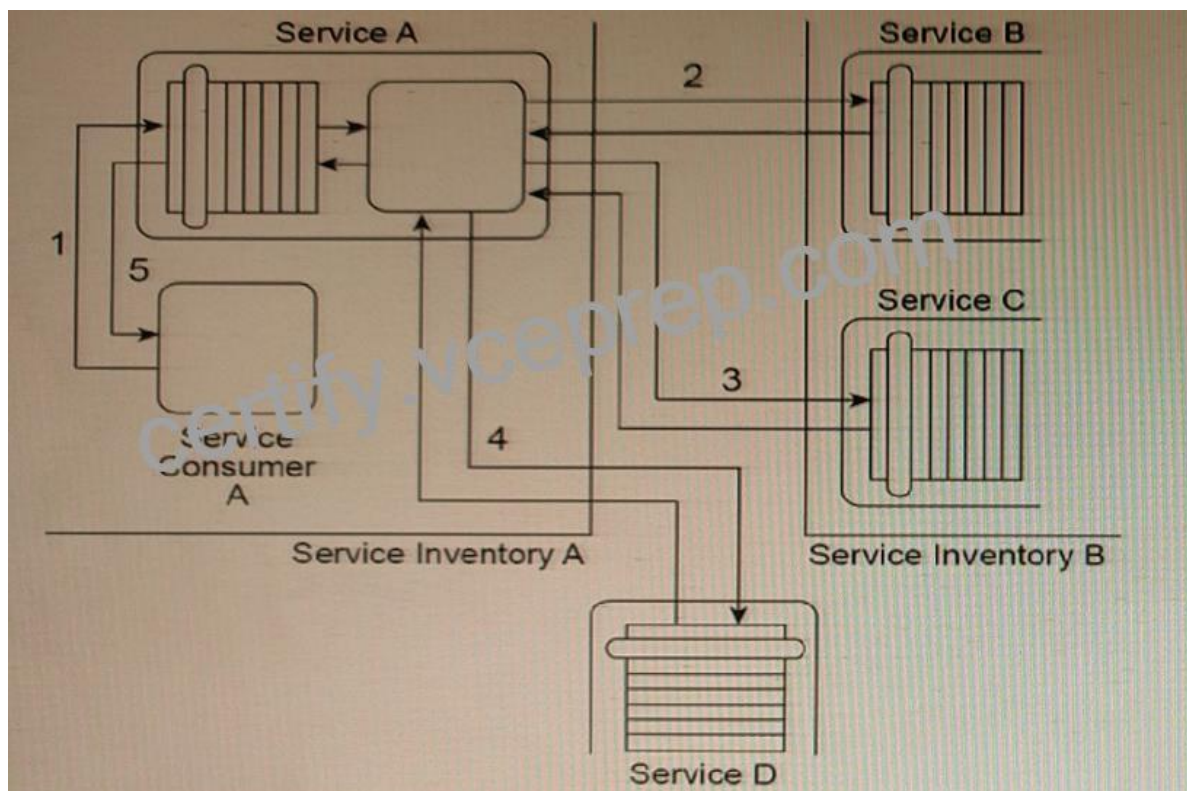 Service A
Service B
2
1
5
Service C
3
certify.vceprep.com
4
Service
Consumer
A
Service Inventory A
Service Inventory B
Service D